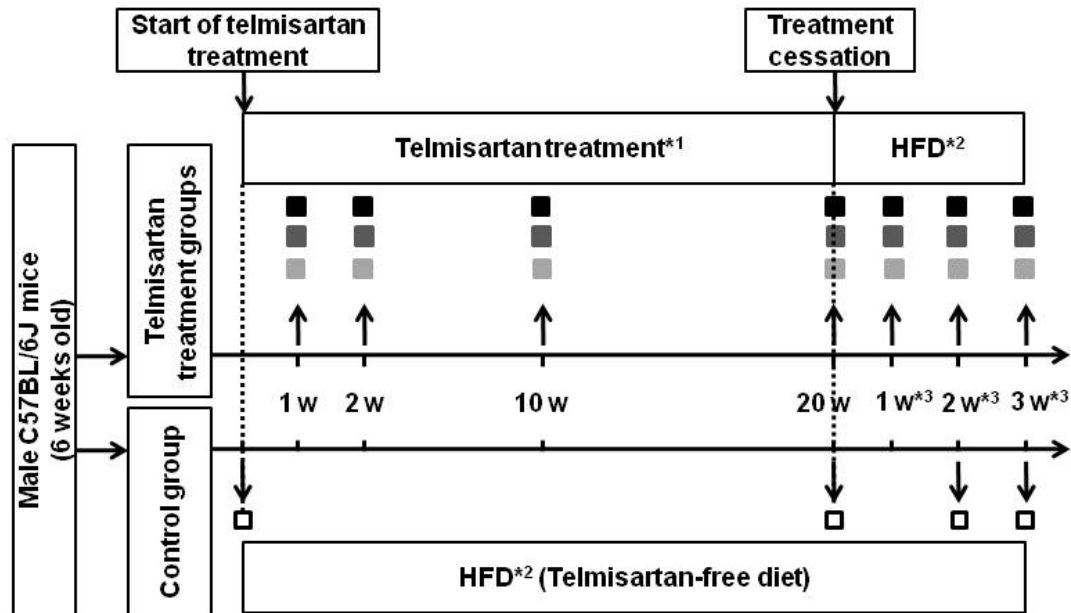 Start of telmisartan
treatment
Treatment
cessation
Telmisartan treatment*1
HFD*2
Male C57BL/6J mice
(6 weeks old)
Telmisartan
treatment groups
1 w
2 w
10 w
20 w
1 w*3
2 w*3
3 w*3
Control group
HFD*2 (Telmisartan-free diet)